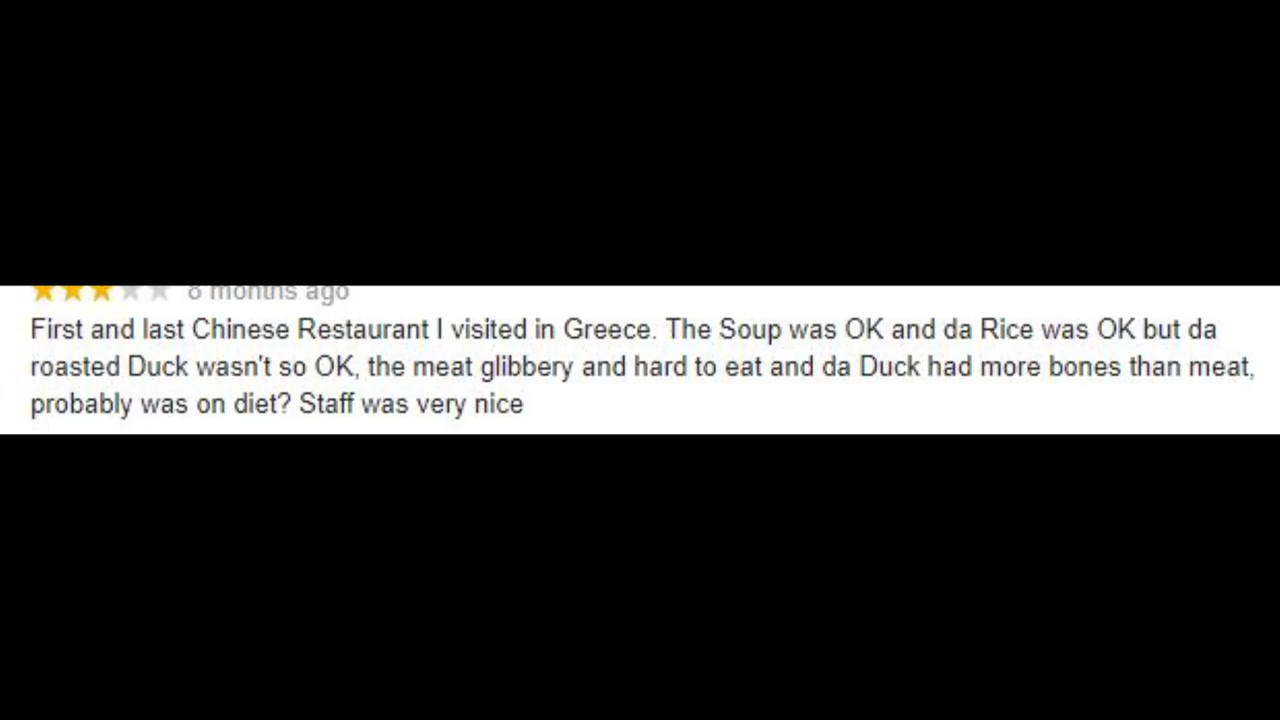 8 months ago
First and last Chinese Restaurant I visited in Greece. The Soup was OK and da Rice was OK but da
roasted Duck wasn't so OK, the meat glibbery and hard to eat and da Duck had more bones than meat,
probably was on diet? Staff was very nice